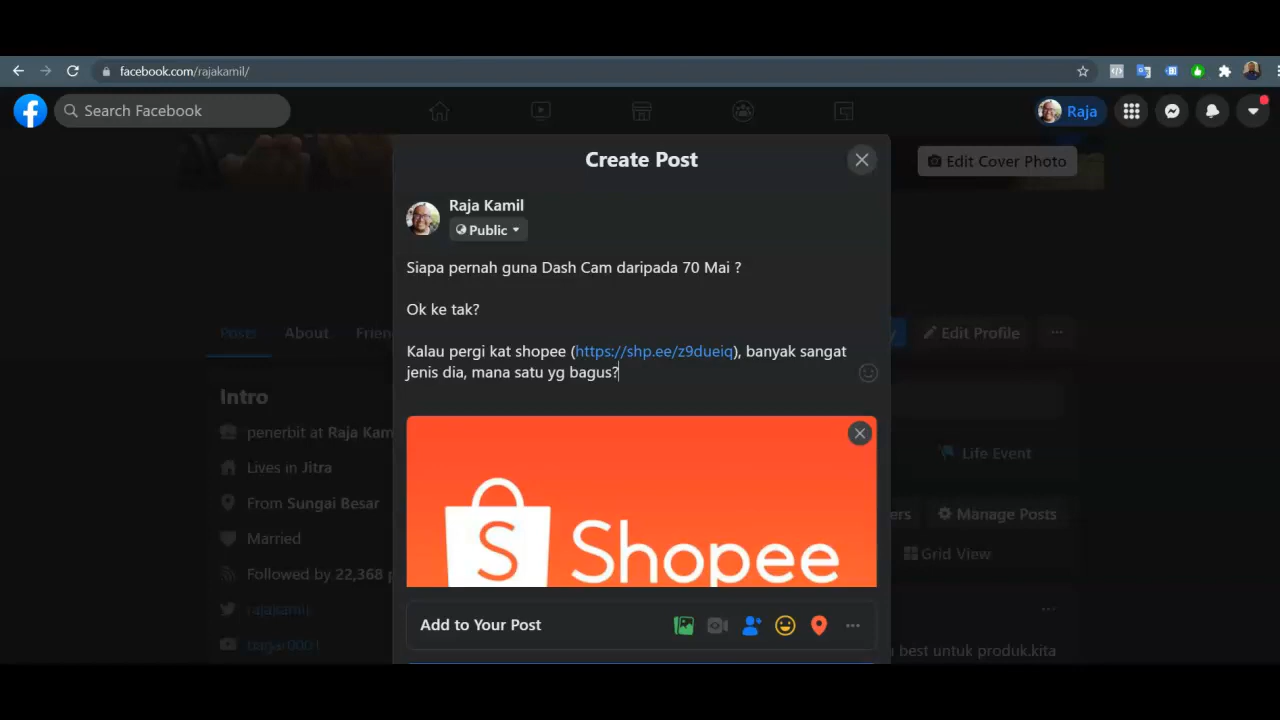 facebook.com/rajakamil/
Search Facebook
Raja
Create Post
Edit Cover Photo
Raja Kamil
Public
Siapa pernah guna Dash Cam daripada 70 Mai ?
Ok ke tak?
Posts About Frien
Edit Profile
Kalau pergi kat shopee (https://shp.ee/z9dueiq), banyak sangat
jenis dia, mana satu yg bagus?
Intro
penerbit at Raja Kam
Lives in Jitra
From Sungai Besar
Married
Followed by 22,368 p
rajakamil
Life Event
ers Manage Posts
Grid View
S Shopee
Add to Your Post
best untuk produk.kita